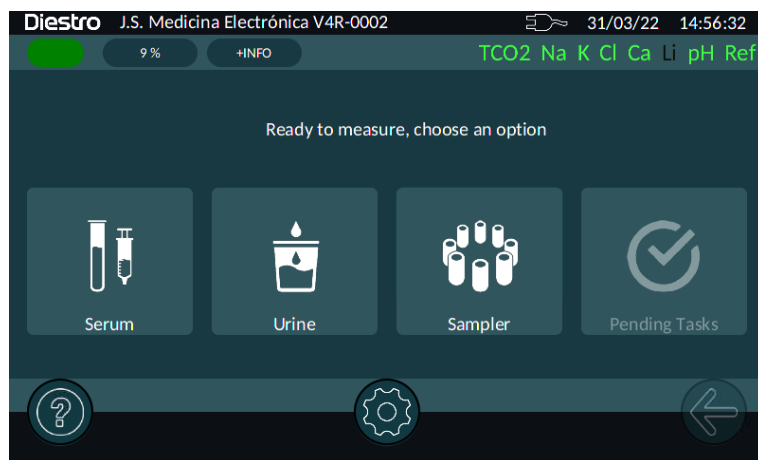 Diestro J.S. Medicina Electrónica V4R-0002 31/03/22 14:56:32
9 % +INFO TCO2 Na K Cl Ca Li pH Ref
Ready to measure, choose an option
Serum Urine Sampler Pending Tasks
?